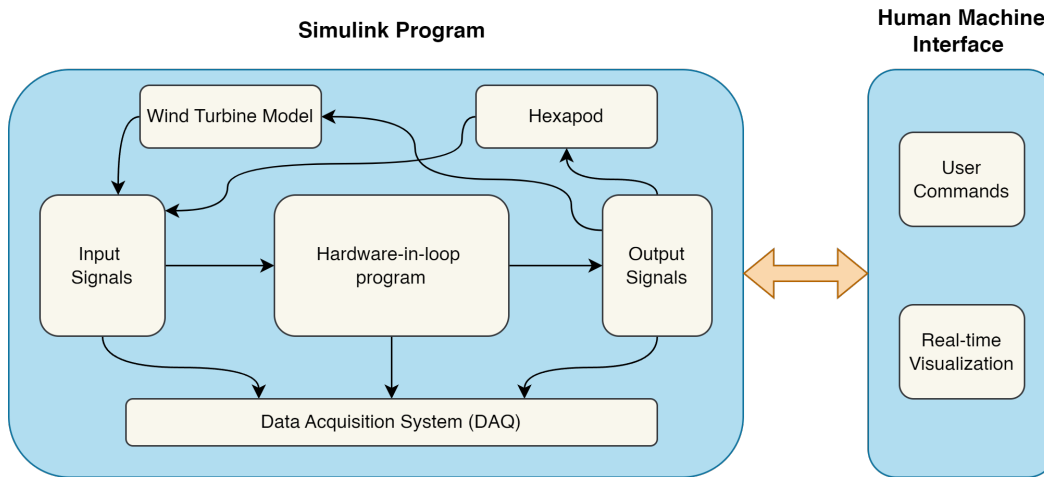 Simulink Program
Human Machine
Interface
Wind Turbine Model
Hexapod
User
Commands
Input
Signals
Hardware-in-loop
program
Output
Signals
Real-time
Visualization
Data Acquisition System (DAQ)